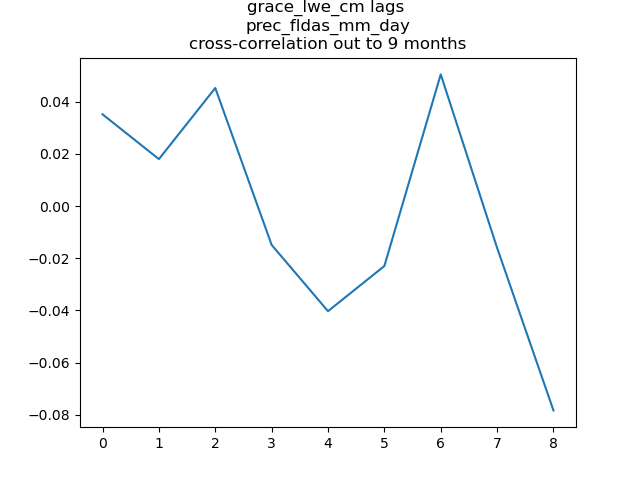 grace_lwe_cm lags
prec_fldas_mm_day
cross-correlation out to 9 months
0.04
0.02
0.00
−0.02
−0.04
−0.06
−0.08
0 1 2 3 4 5 6 7 8